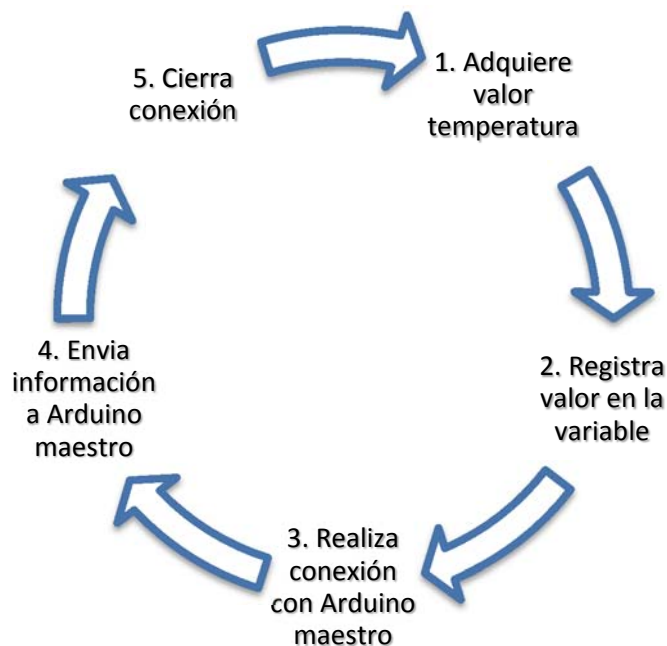 1. Adquiere
valor
temperatura
2. Registra
valor en la
variable
3. Realiza
conexión
con Arduino
maestro
4. Envia
información
a Arduino
maestro
5. Cierra
conexión